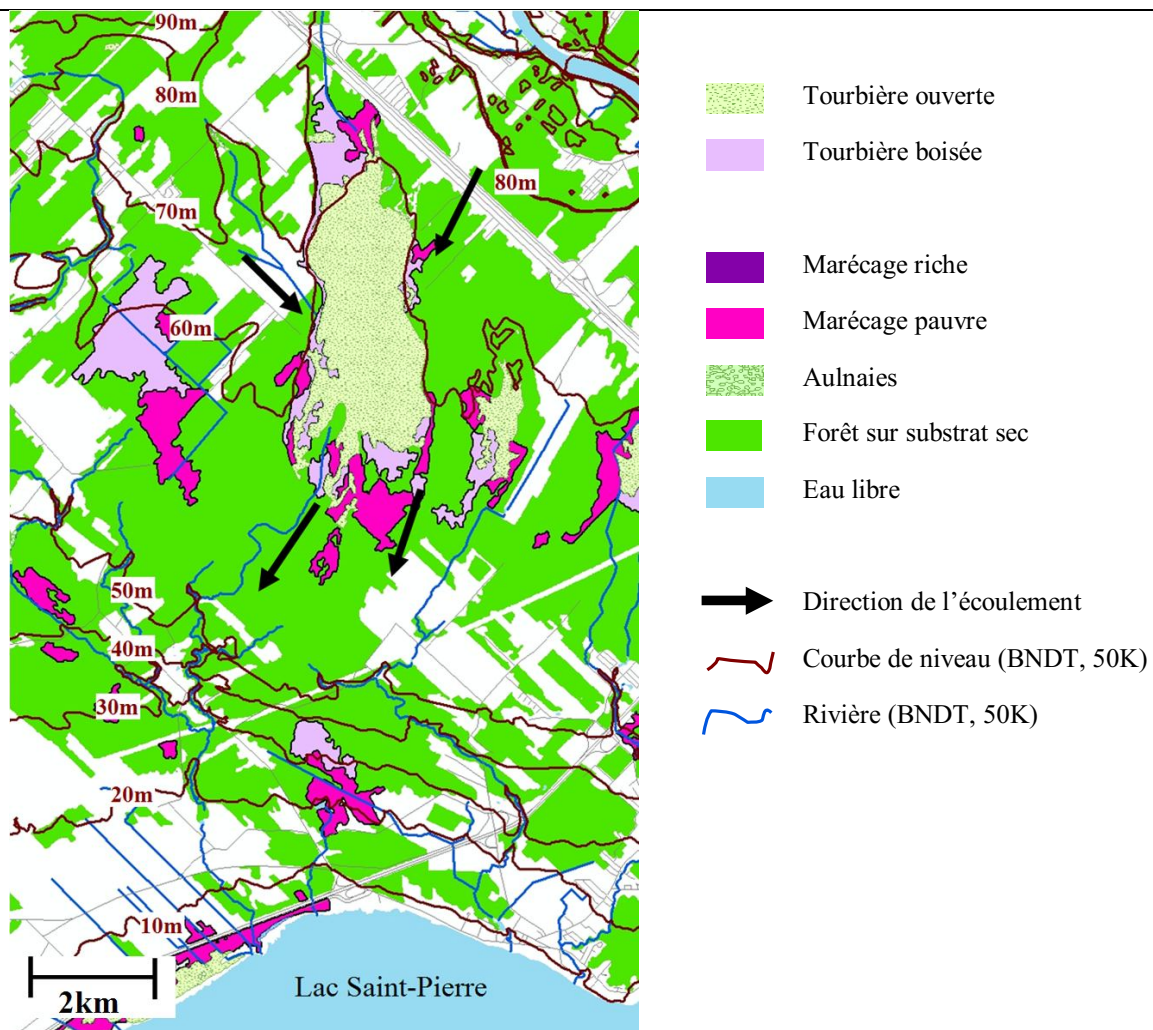 90m
80m
80m
70m
60m
50m
40m
30m
20m
10m
2km
Lac Saint-Pierre
Tourbière ouverte
Tourbière boisée
Marécage riche
Marécage pauvre
Aulnaies
Forêt sur substrat sec
Eau libre
Direction de l’écoulement
Courbe de niveau (BNDT, 50K)
Rivière (BNDT, 50K)